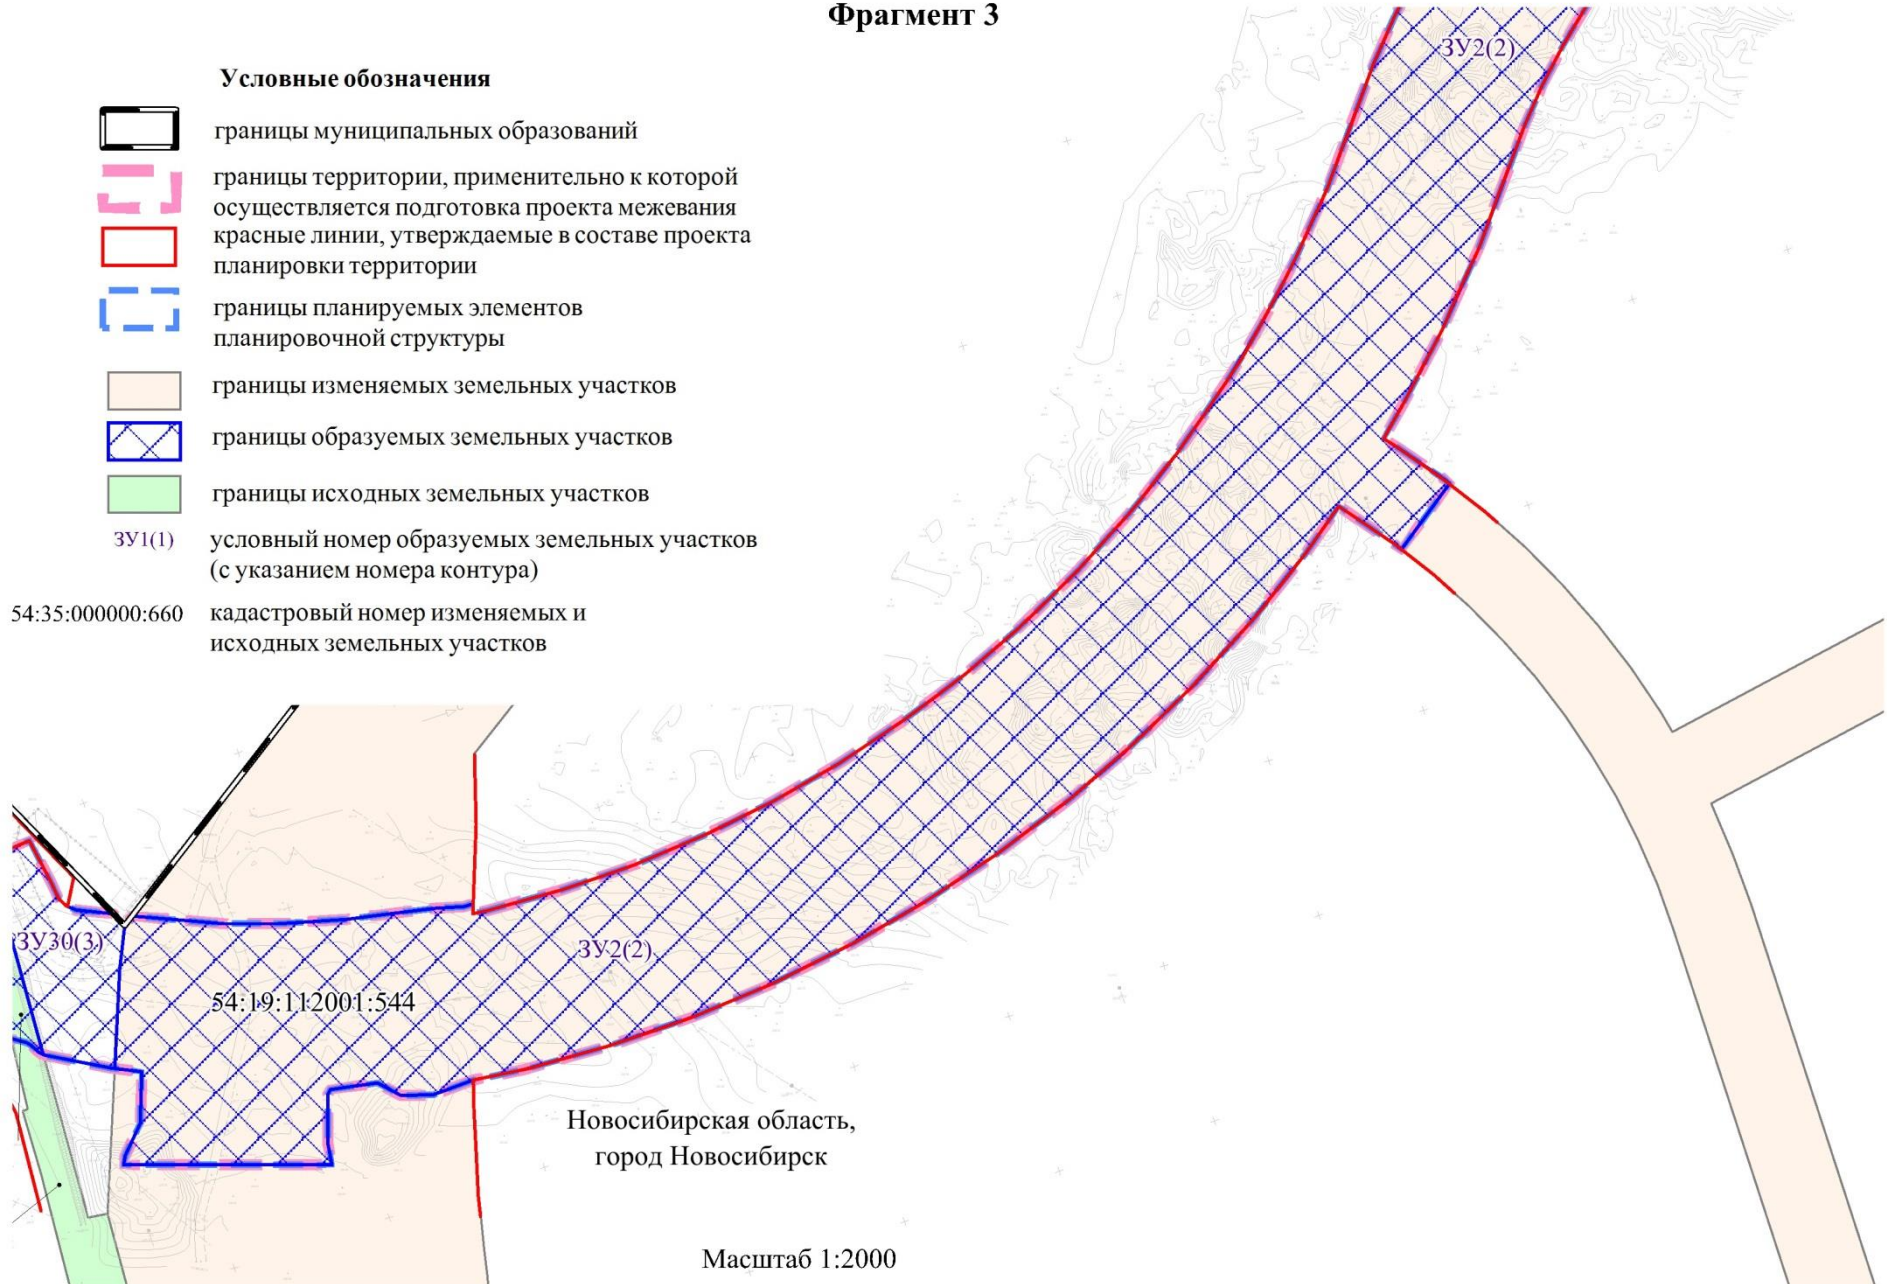 Фрагмент 3
ЗУ2(2)
Условные обозначения
границы муниципальных образований
границы территории, применительно к которой
осуществляется подготовка проекта межевания
красные линии, утверждаемые в составе проекта
планировки территории
границы планируемых элементов
планировочной структуры
границы изменяемых земельных участков
границы образуемых земельных участков
границы исходных земельных участков
ЗУ1(1) условный номер образуемых земельных участков
(с указанием номера контура)
54:35:000000:660 кадастровый номер изменяемых и
исходных земельных участков
ЗУ30(3)
ЗУ2(2)
54:19:112001:544
Новосибирская область,
город Новосибирск
Масштаб 1:2000